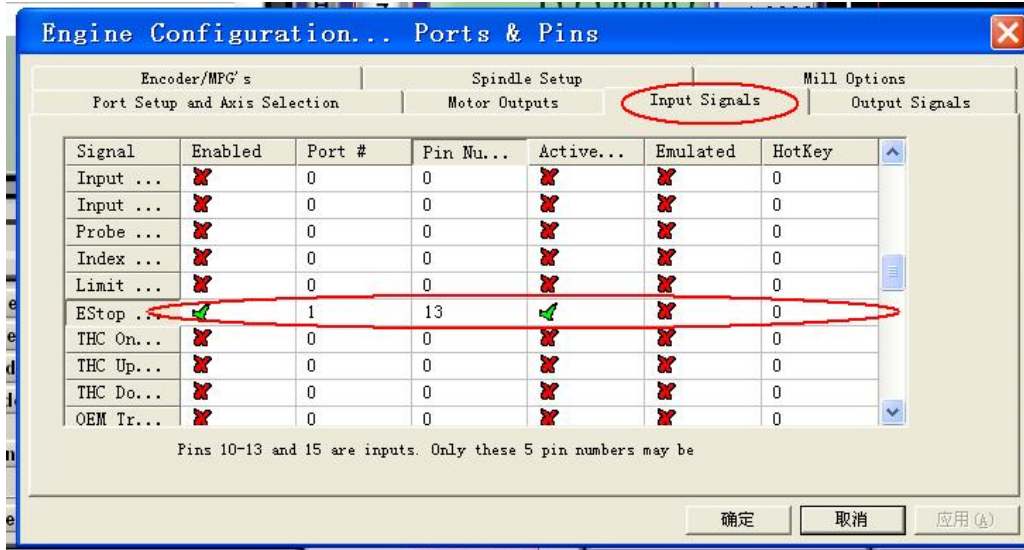 Engine Configuration... Ports & Pins
Encoder/MPG's Spindle Setup Mill Options
Port Setup and Axis Selection Motor Outputs Input Signals Output Signals
Signal Enabled Port # Pin Nu... Active... Emulated HotKey
Input ... 0 0 0
Input ... 0 0 0
Probe ... 0 0 0
Index ... 0 0 0
Limit ... 0 0 0
EStop ... 1 13 0
THC On... 0 0 0
THC Up... 0 0 0
THC Do... 0 0 0
OEM Tr... 0 0 0
Pins 10-13 and 15 are inputs. Only these 5 pin numbers may be
确定 取消 应用(A)